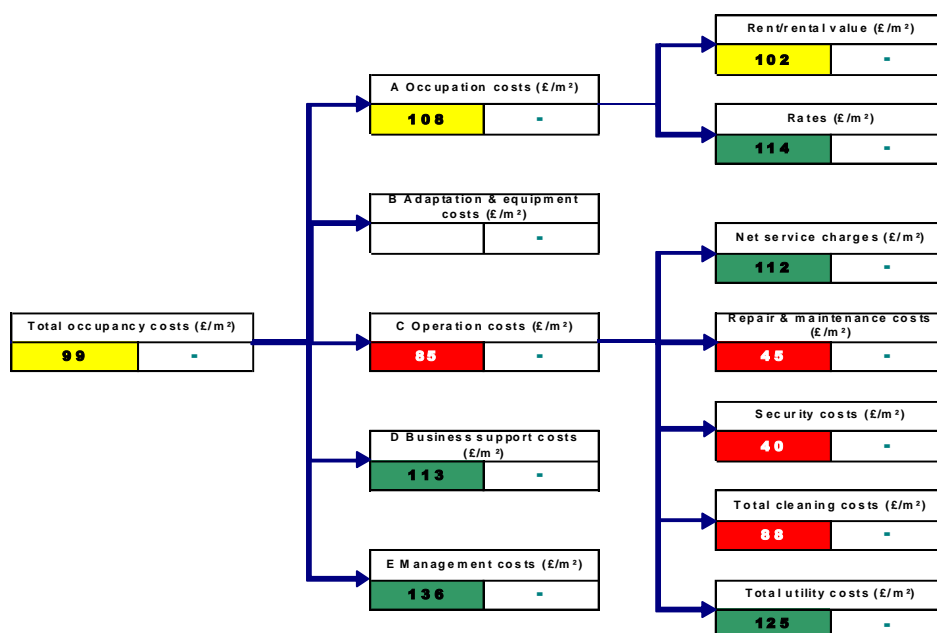 Rent/rental value (£/m²)
102 -
A Occupation costs (£/m²)
108 -
Rates (£/m²)
114 -
B Adaptation & equipment
costs (£/m²)
-
Net service charges (£/m²)
112 -
Total occupancy costs (£/m²)
99 -
C Operation costs (£/m²)
85 -
Repair & maintenance costs
(£/m²)
45 -
Security costs (£/m²)
40 -
D Business support costs
(£/m²)
113 -
Total cleaning costs (£/m²)
88 -
E Management costs (£/m²)
136 -
Total utility costs (£/m²)
125 -